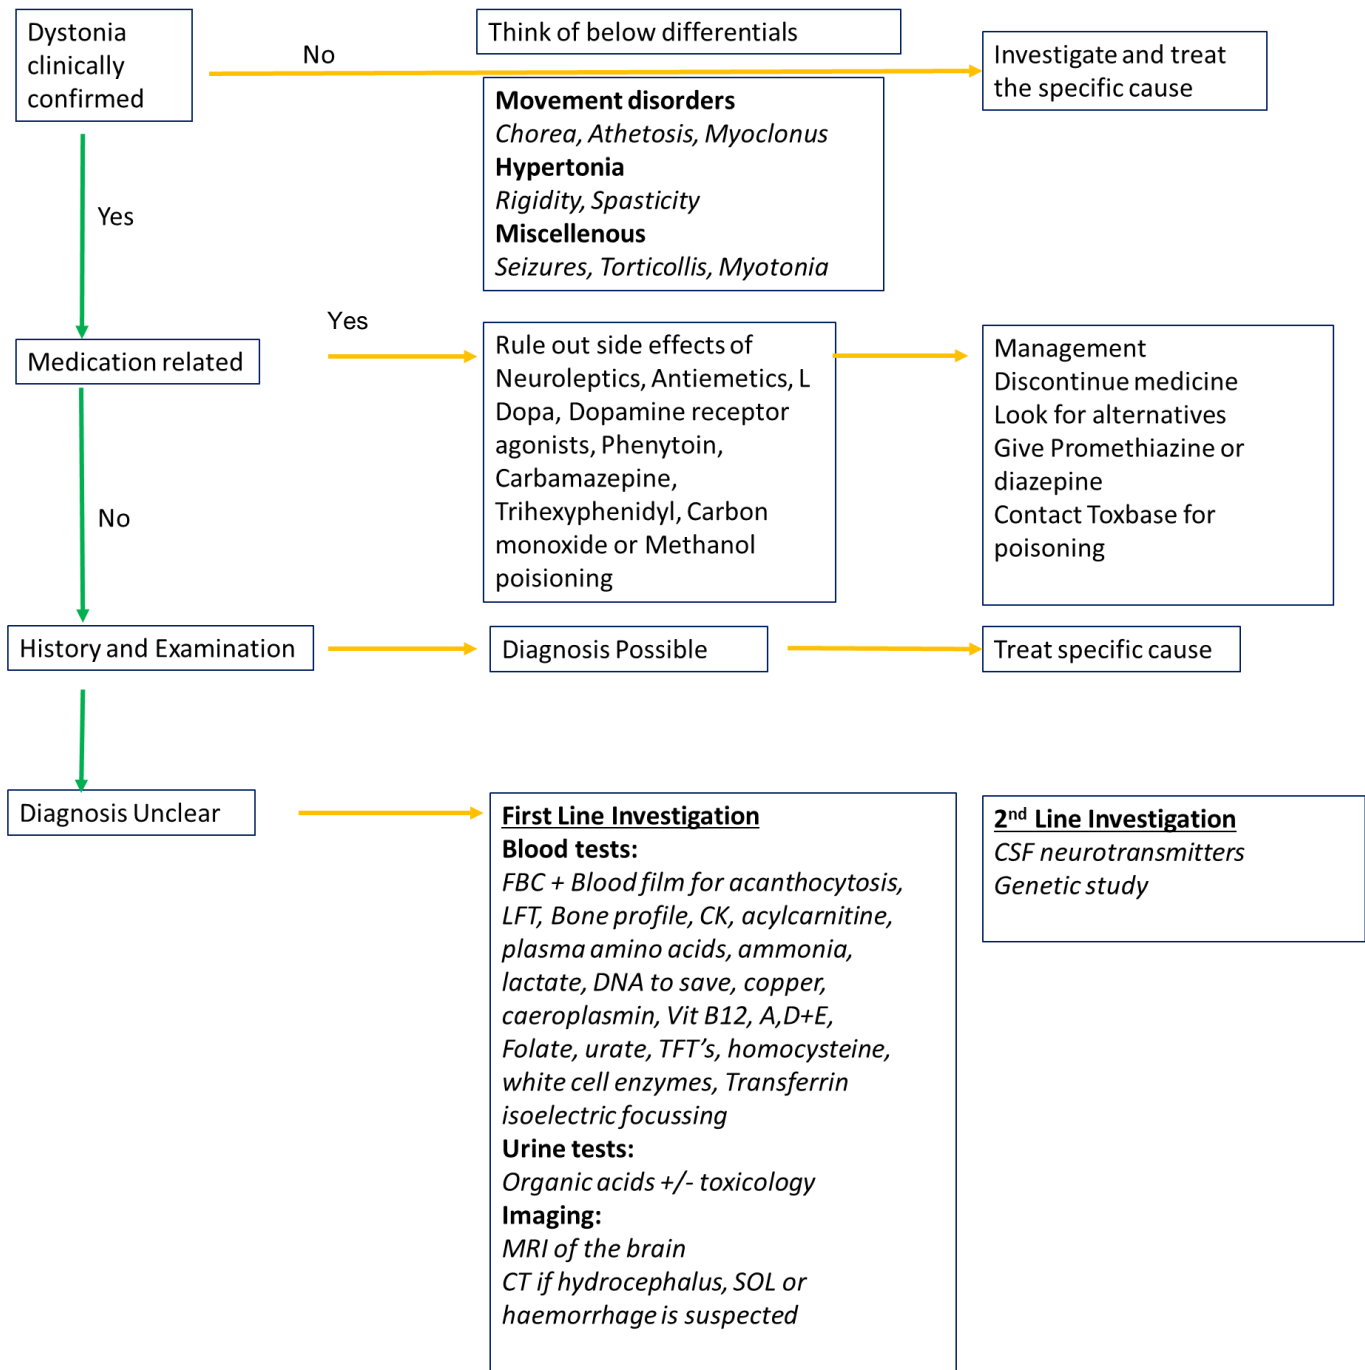 Dystonia
clinically
confirmed
No
Think of below differentials
Investigate and treat
the specific cause
Movement disorders
Chorea, Athetosis, Myoclonus
Hypertonia
Rigidity, Spasticity
Miscellenous
Seizures, Torticollis, Myotonia
Yes
Medication related
Yes
Rule out side effects of
Neuroleptics, Antiemetics, L
Dopa, Dopamine receptor
agonists, Phenytoin,
Carbamazepine,
Trihexyphenidyl, Carbon
monoxide or Methanol
poisioning
Management
Discontinue medicine
Look for alternatives
Give Promethiazine or
diazepine
Contact Toxbase for
poisoning
No
History and Examination
Diagnosis Possible
Treat specific cause
Diagnosis Unclear
First Line Investigation
Blood tests:
FBC + Blood film for acanthocytosis,
LFT, Bone profile, CK, acylcarnitine,
plasma amino acids, ammonia,
lactate, DNA to save, copper,
caeroplasmin, Vit B12, A,D+E,
Folate, urate, TFT’s, homocysteine,
white cell enzymes, Transferrin
isoelectric focussing
Urine tests:
Organic acids +/- toxicology
Imaging:
MRI of the brain
CT if hydrocephalus, SOL or
haemorrhage is suspected
2nd Line Investigation
CSF neurotransmitters
Genetic study